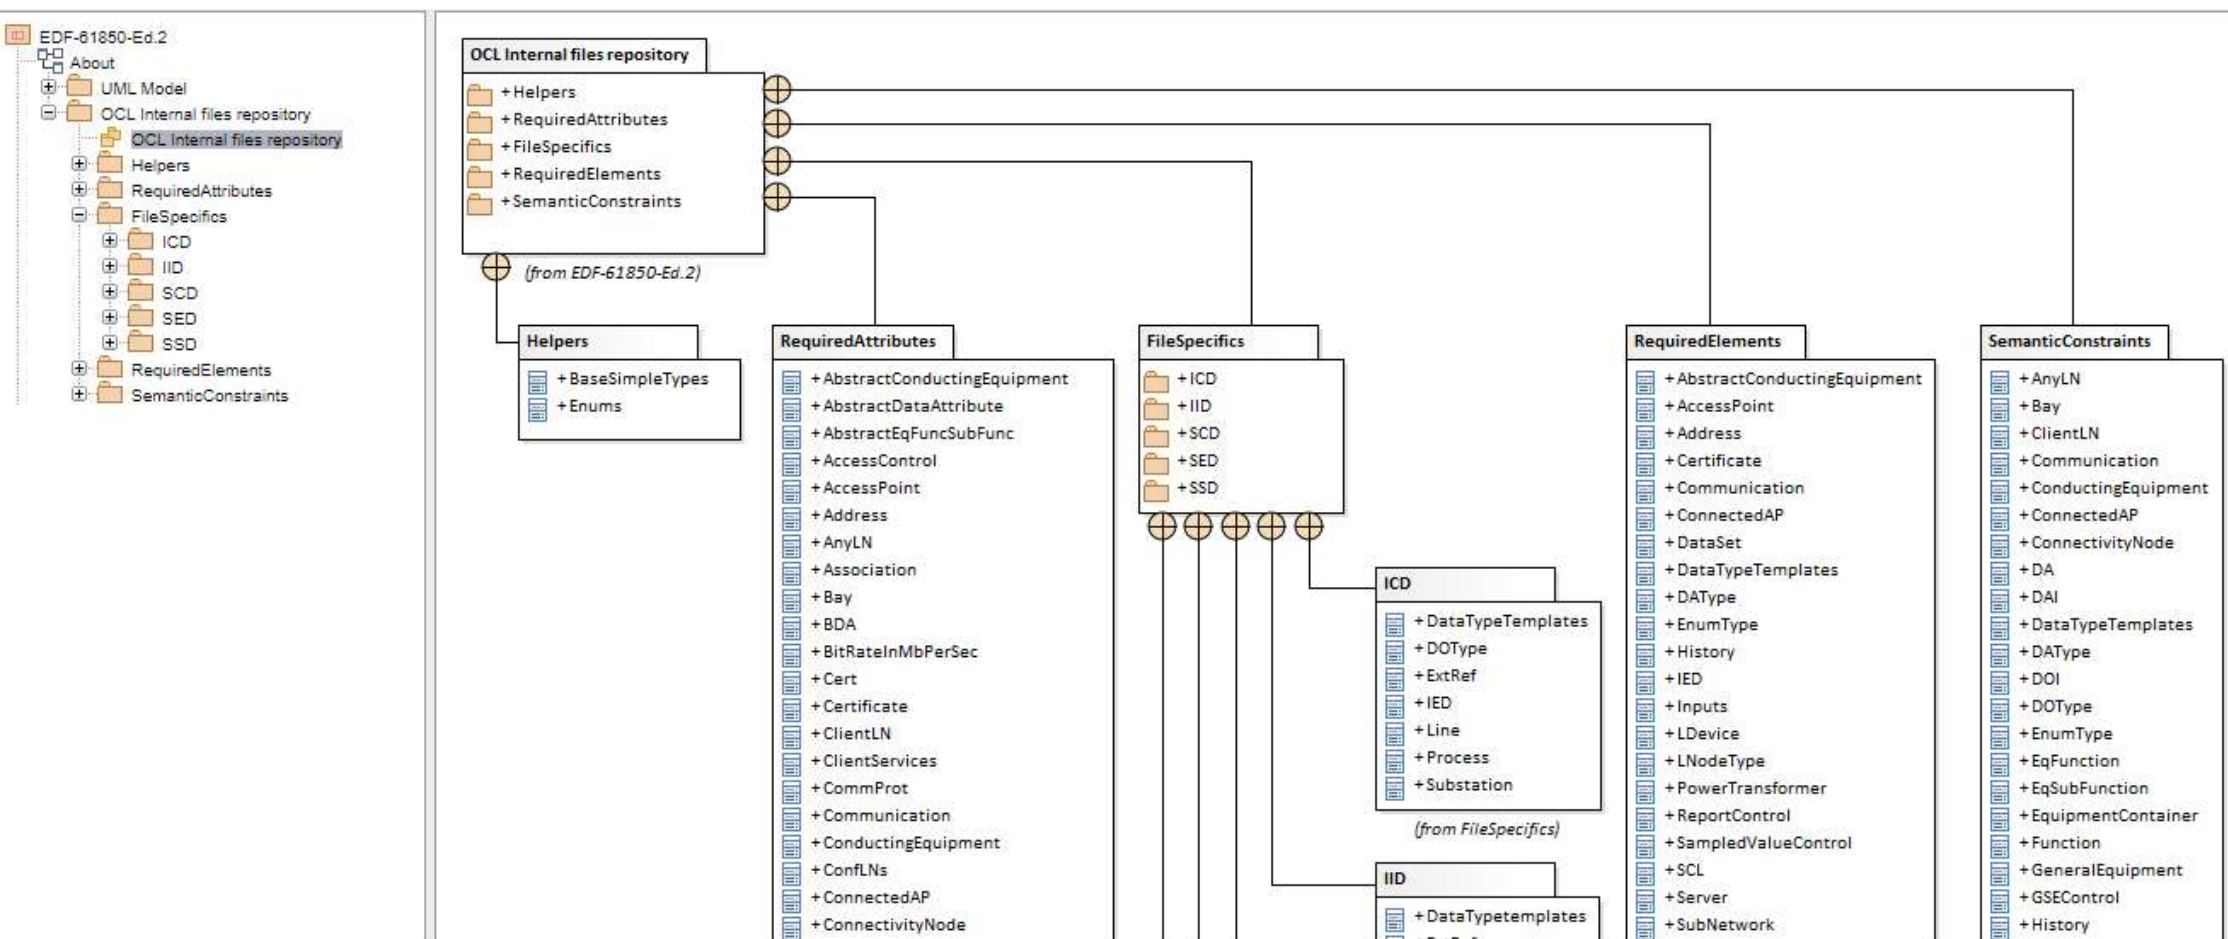 EDF-61850-Ed.2
About
UML Model
OCL Internal files repository
OCL Internal files repository
Helpers
RequiredAttributes
FileSpecifics
ICD
IID
SCD
SED
SSD
RequiredElements
SemanticConstraints
OCL Internal files repository
+Helpers
+RequiredAttributes
+FileSpecifics
+RequiredElements
+SemanticConstraints
(from EDF-61850-Ed.2)
Helpers
+BaseSimpleTypes
+Enums
RequiredAttributes
+AbstractConductingEquipment
+AbstractDataAttribute
+AbstractEqFuncSubFunc
+AccessControl
+AccessPoint
+Address
+AnyLN
+Association
+Bay
+BDA
+BitRateInMbPerSec
+Cert
+Certificate
+ClientLN
+ClientServices
+CommProt
+Communication
+ConductingEquipment
+ConfLNs
+ConnectedAP
+ConnectivityNode
FileSpecifics
+ICD
+IID
+SCD
+SED
+SSD
ICD
+DataTypeTemplates
+DOType
+ExtRef
+IED
+Line
+Process
+Substation
(from FileSpecifics)
IID
+DataTypetemplates
RequiredElements
+AbstractConductingEquipment
+AccessPoint
+Address
+Certificate
+Communication
+ConnectedAP
+DataSet
+DataTypeTemplates
+DAType
+EnumType
+History
+IED
+Inputs
+LDevice
+LNodeType
+PowerTransformer
+ReportControl
+SampledValueControl
+SCL
+Server
+SubNetwork
SemanticConstraints
+AnyLN
+Bay
+ClientLN
+Communication
+ConductingEquipment
+ConnectedAP
+ConnectivityNode
+DA
+DAI
+DataTypeTemplates
+DAType
+DOI
+DOType
+EnumType
+EqFunction
+EqSubFunction
+EquipmentContainer
+Function
+GeneralEquipment
+GSEControl
+History